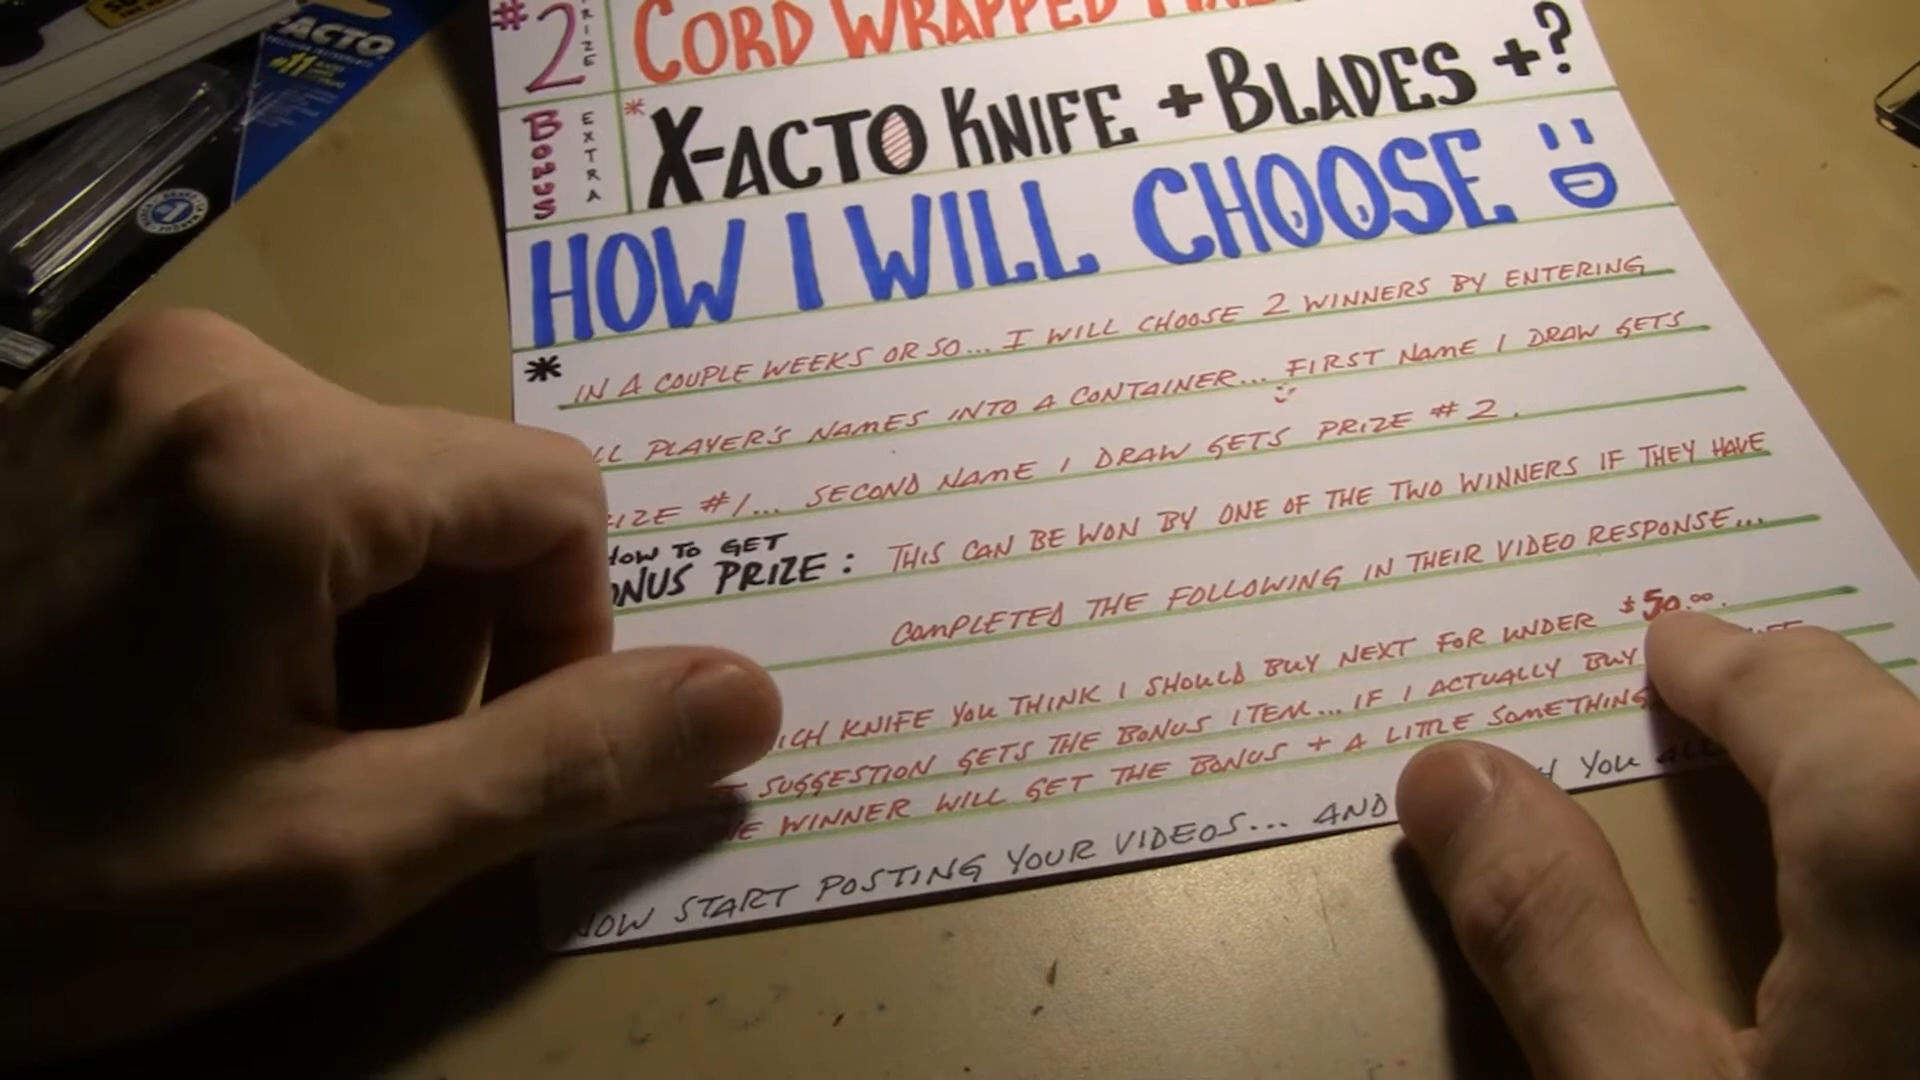 #2 PRIZE CORD WRAPPED
BONUS EXTRA *X-ACTO KNIFE + BLADES +?
HOW I WILL CHOOSE
* IN A COUPLE WEEKS OR SO... I WILL CHOOSE 2 WINNERS BY ENTERING
PLAYER'S NAMES INTO A CONTAINER... FIRST NAME I DRAW GETS
#1... SECOND NAME I DRAW GETS PRIZE #2.
HOW TO GET
BONUS PRIZE: THIS CAN BE WON BY ONE OF THE TWO WINNERS IF THEY HAVE
COMPLETED THE FOLLOWING IN THEIR VIDEO RESPONSE...
KNIFE YOU THINK I SHOULD BUY NEXT FOR UNDER $50.00.
SUGGESTION GETS THE BONUS ITEM... IF I ACTUALLY BUY
WINNER WILL GET THE BONUS + A LITTLE SOMETHING
NOW START POSTING YOUR VIDEOS... AND YOU ALL
X-ACTO
#11